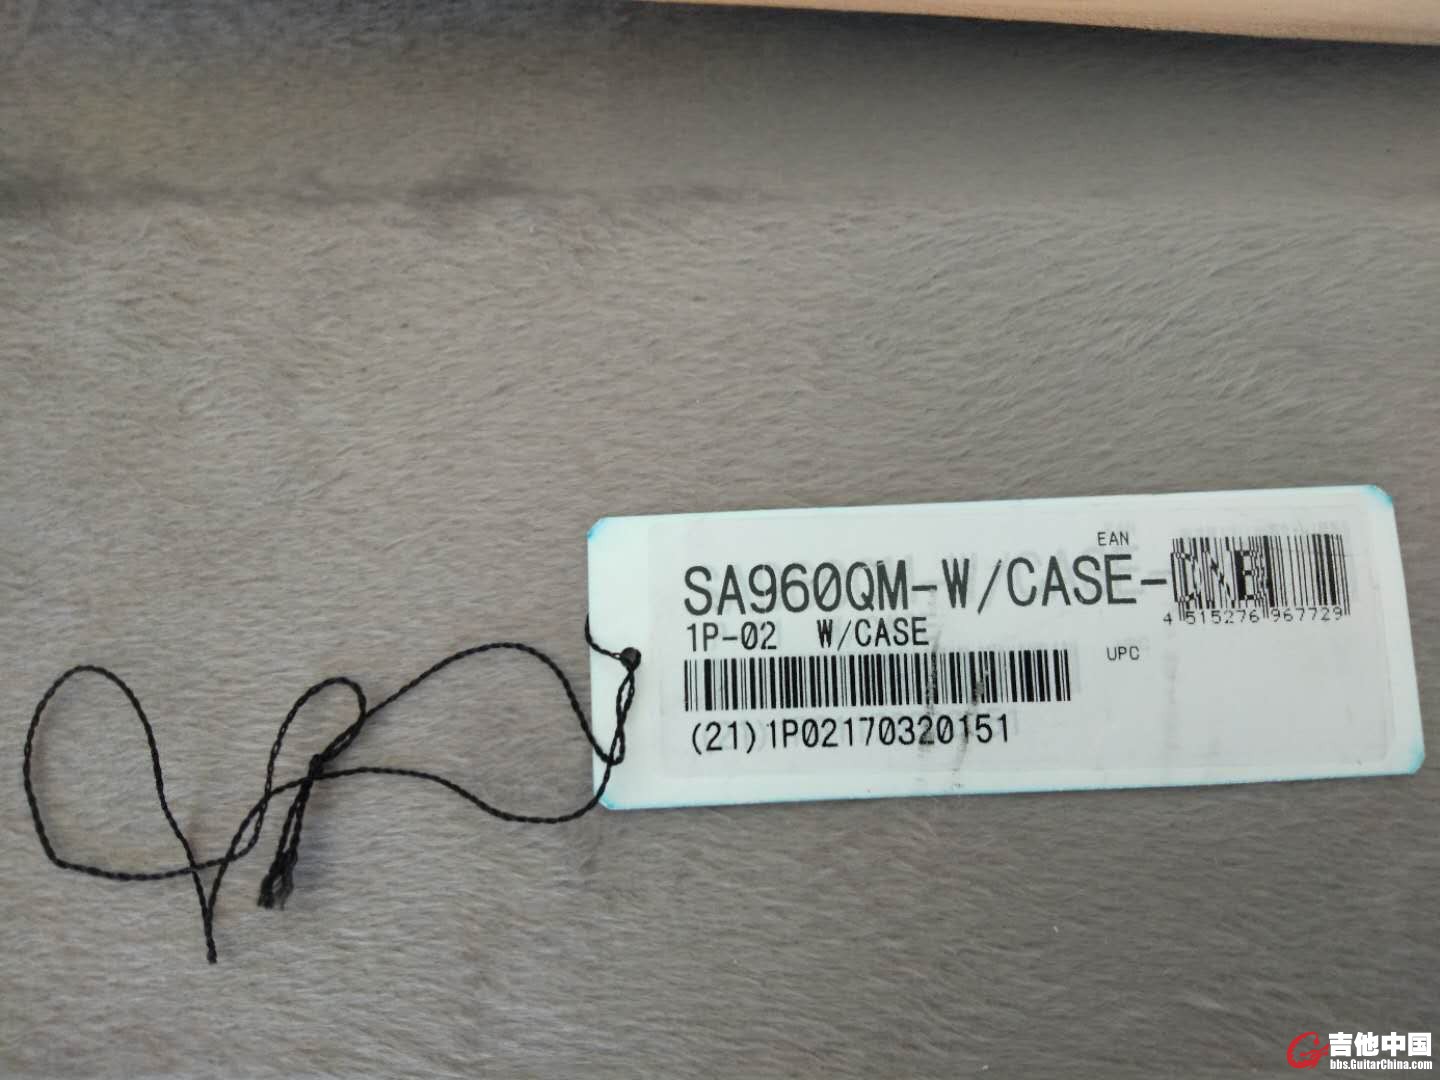 EAN
SA960QM-W/CASE-CNB
4 515276 967729
1P-02 W/CASE
UPC
(21)1P02170320151
吉他中国
bbs.GuitarChina.com